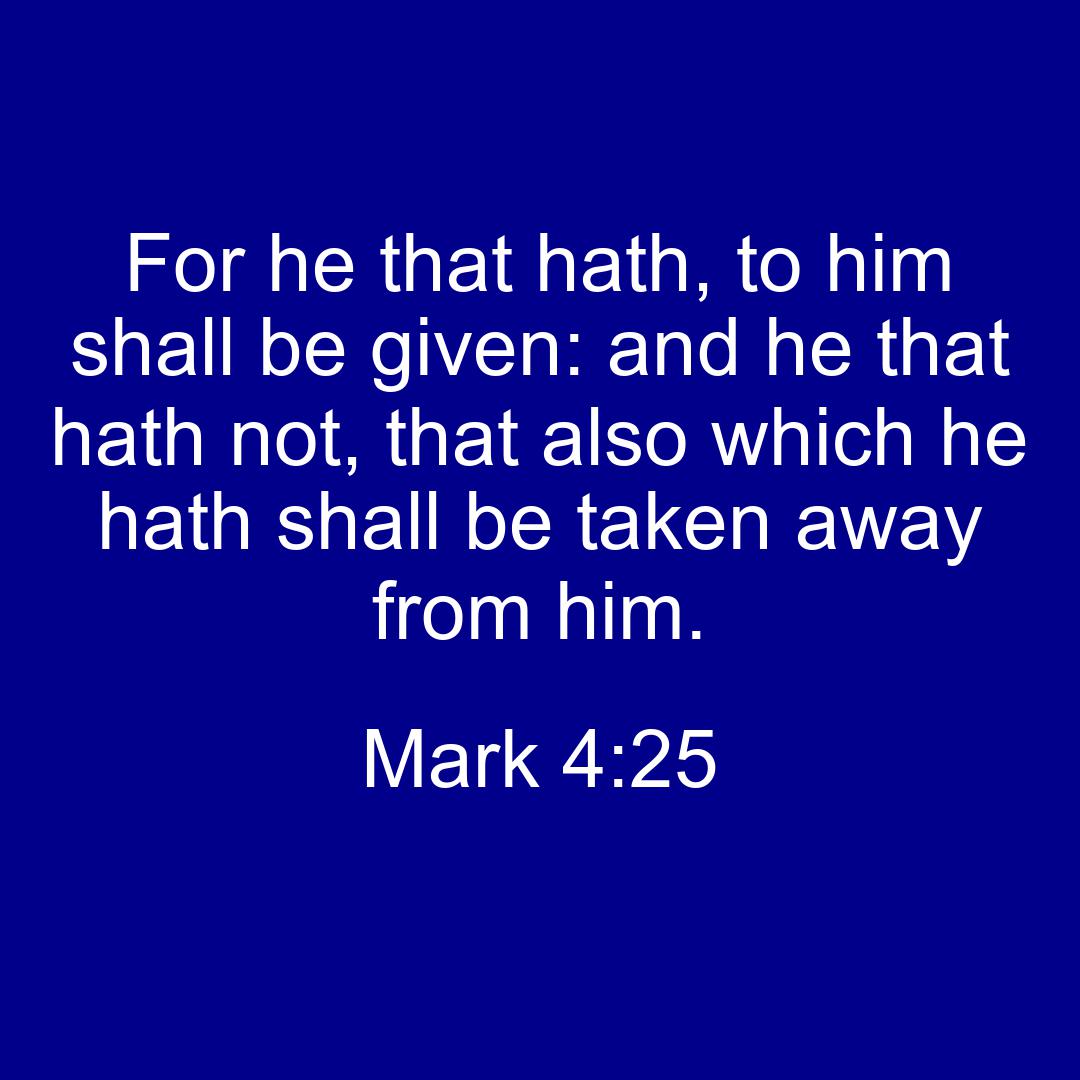 For he that hath, to him
shall be given: and he that
hath not, that also which he
hath shall be taken away
from him.
Mark 4:25